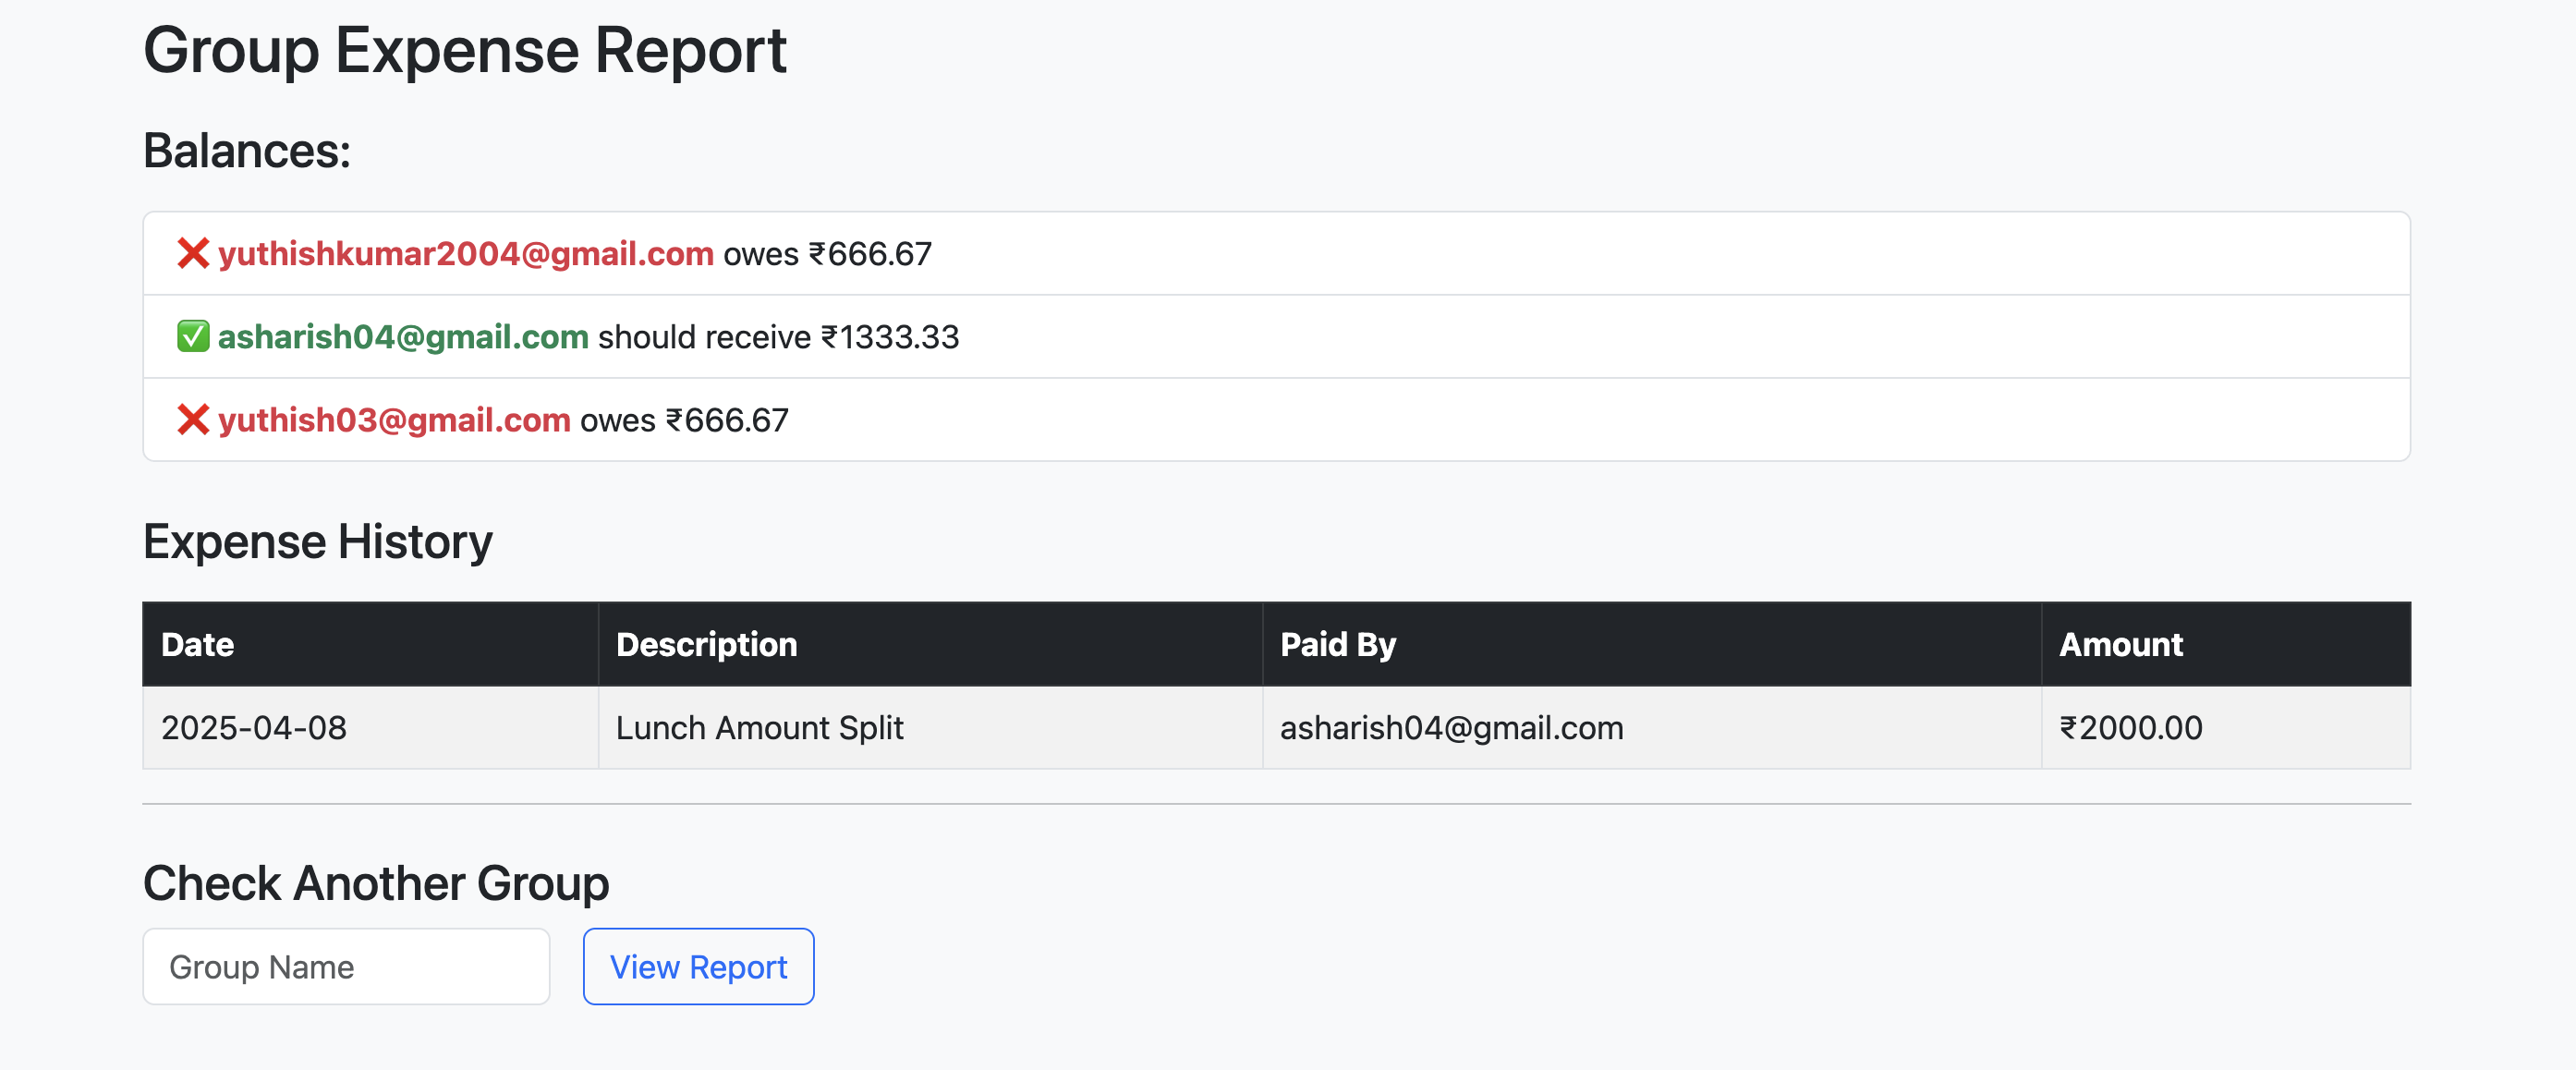 Group Expense Report
Balances:
❌ yuthishkumar2004@gmail.com owes ₹666.67
✅ asharish04@gmail.com should receive ₹1333.33
❌ yuthish03@gmail.com owes ₹666.67
Expense History
Date Description Paid By Amount
2025-04-08 Lunch Amount Split asharish04@gmail.com ₹2000.00
Check Another Group
Group Name View Report